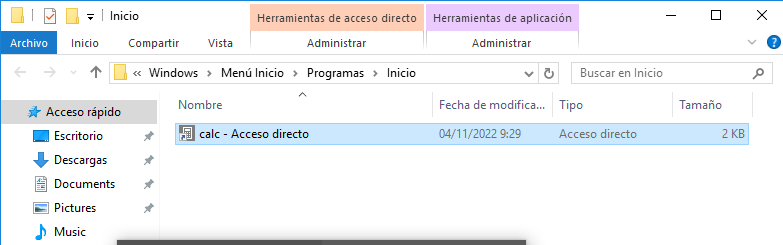 Inicio
Herramientas de acceso directo Herramientas de aplicación
Archivo Inicio Compartir Vista Administrar Administrar
Windows Menú Inicio Programas Inicio Buscar en Inicio
Nombre Fecha de modifica... Tipo Tamaño
Acceso rápido
calc - Acceso directo 04/11/2022 9:29 Acceso directo 2 KB
Escritorio
Descargas
Documents
Pictures
Music